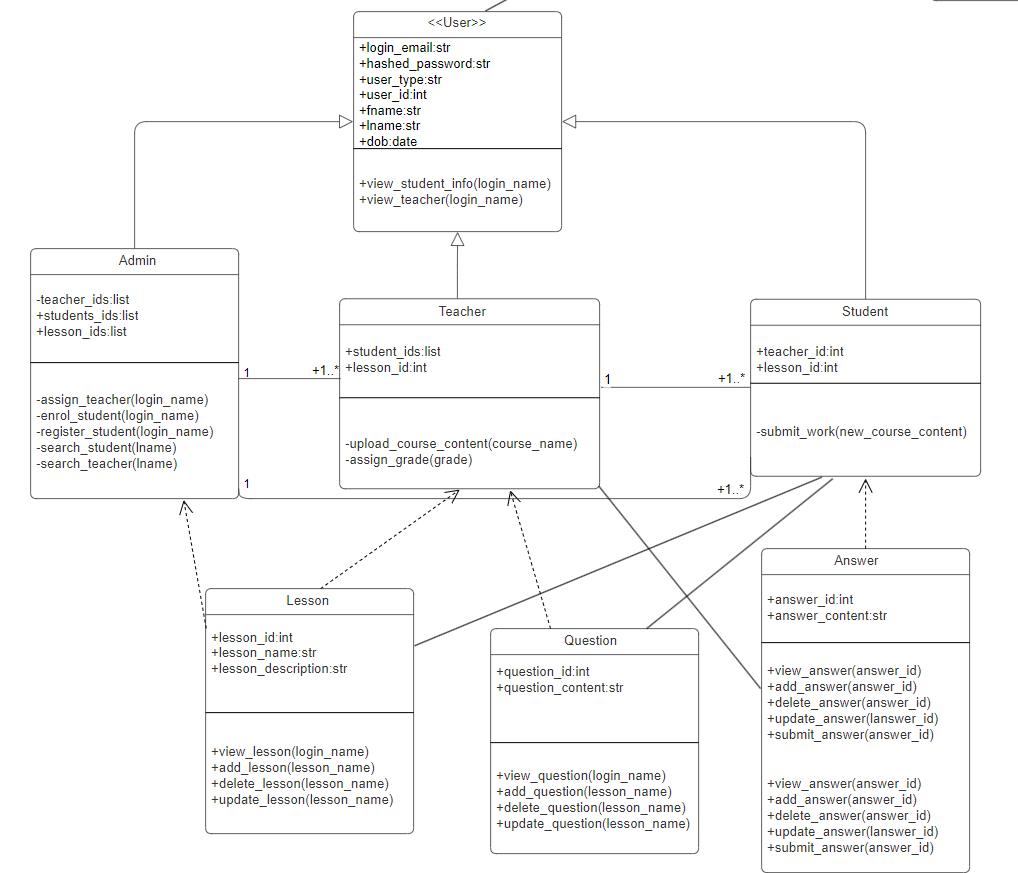 <<User>>
+login_email:str
+hashed_password:str
+user_type:str
+user_id:int
+fname:str
+lname:str
+dob:date
+view_student_info(login_name)
+view_teacher(login_name)
Admin
-teacher_ids:list
+students_ids:list
+lesson_ids:list
-assign_teacher(login_name)
-enrol_student(login_name)
-register_student(login_name)
-search_student(lname)
-search_teacher(lname)
1
+1..*
Teacher
+student_ids:list
+lesson_id:int
-upload_course_content(course_name)
-assign_grade(grade)
1
+1..*
Student
+teacher_id:int
+lesson_id:int
-submit_work(new_course_content)
1
+1..*
Lesson
+lesson_id:int
+lesson_name:str
+lesson_description:str
+view_lesson(login_name)
+add_lesson(lesson_name)
+delete_lesson(lesson_name)
+update_lesson(lesson_name)
Question
+question_id:int
+question_content:str
+view_question(login_name)
+add_question(lesson_name)
+delete_question(lesson_name)
+update_question(lesson_name)
Answer
+answer_id:int
+answer_content:str
+view_answer(answer_id)
+add_answer(answer_id)
+delete_answer(answer_id)
+update_answer(lanswer_id)
+submit_answer(answer_id)
+view_answer(answer_id)
+add_answer(answer_id)
+delete_answer(answer_id)
+update_answer(lanswer_id)
+submit_answer(answer_id)